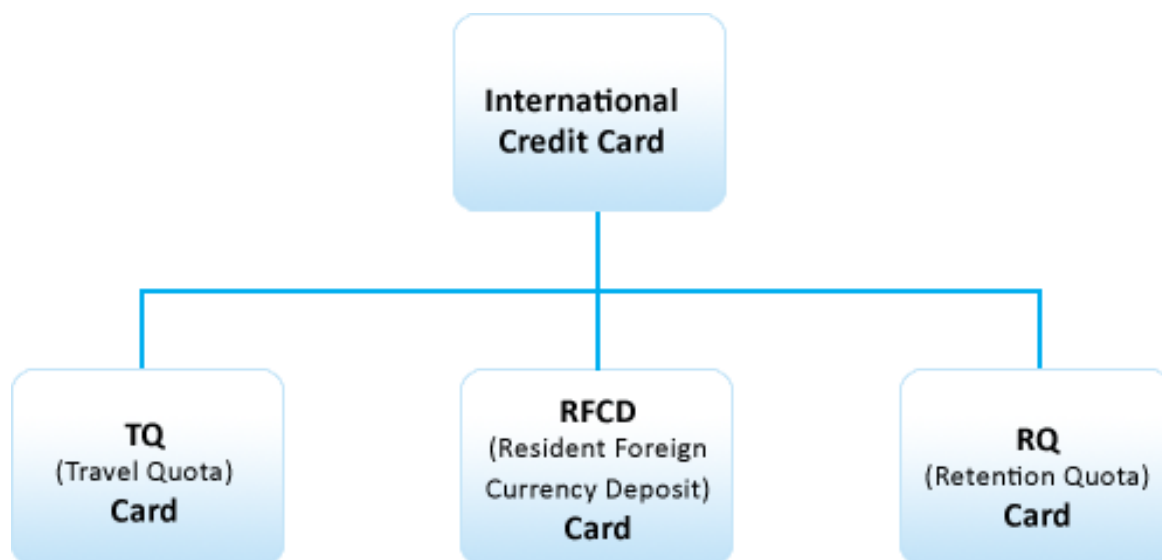 International
Credit Card
TQ
(Travel Quota)
Card
RFCD
(Resident Foreign
Currency Deposit)
Card
RQ
(Retention Quota)
Card